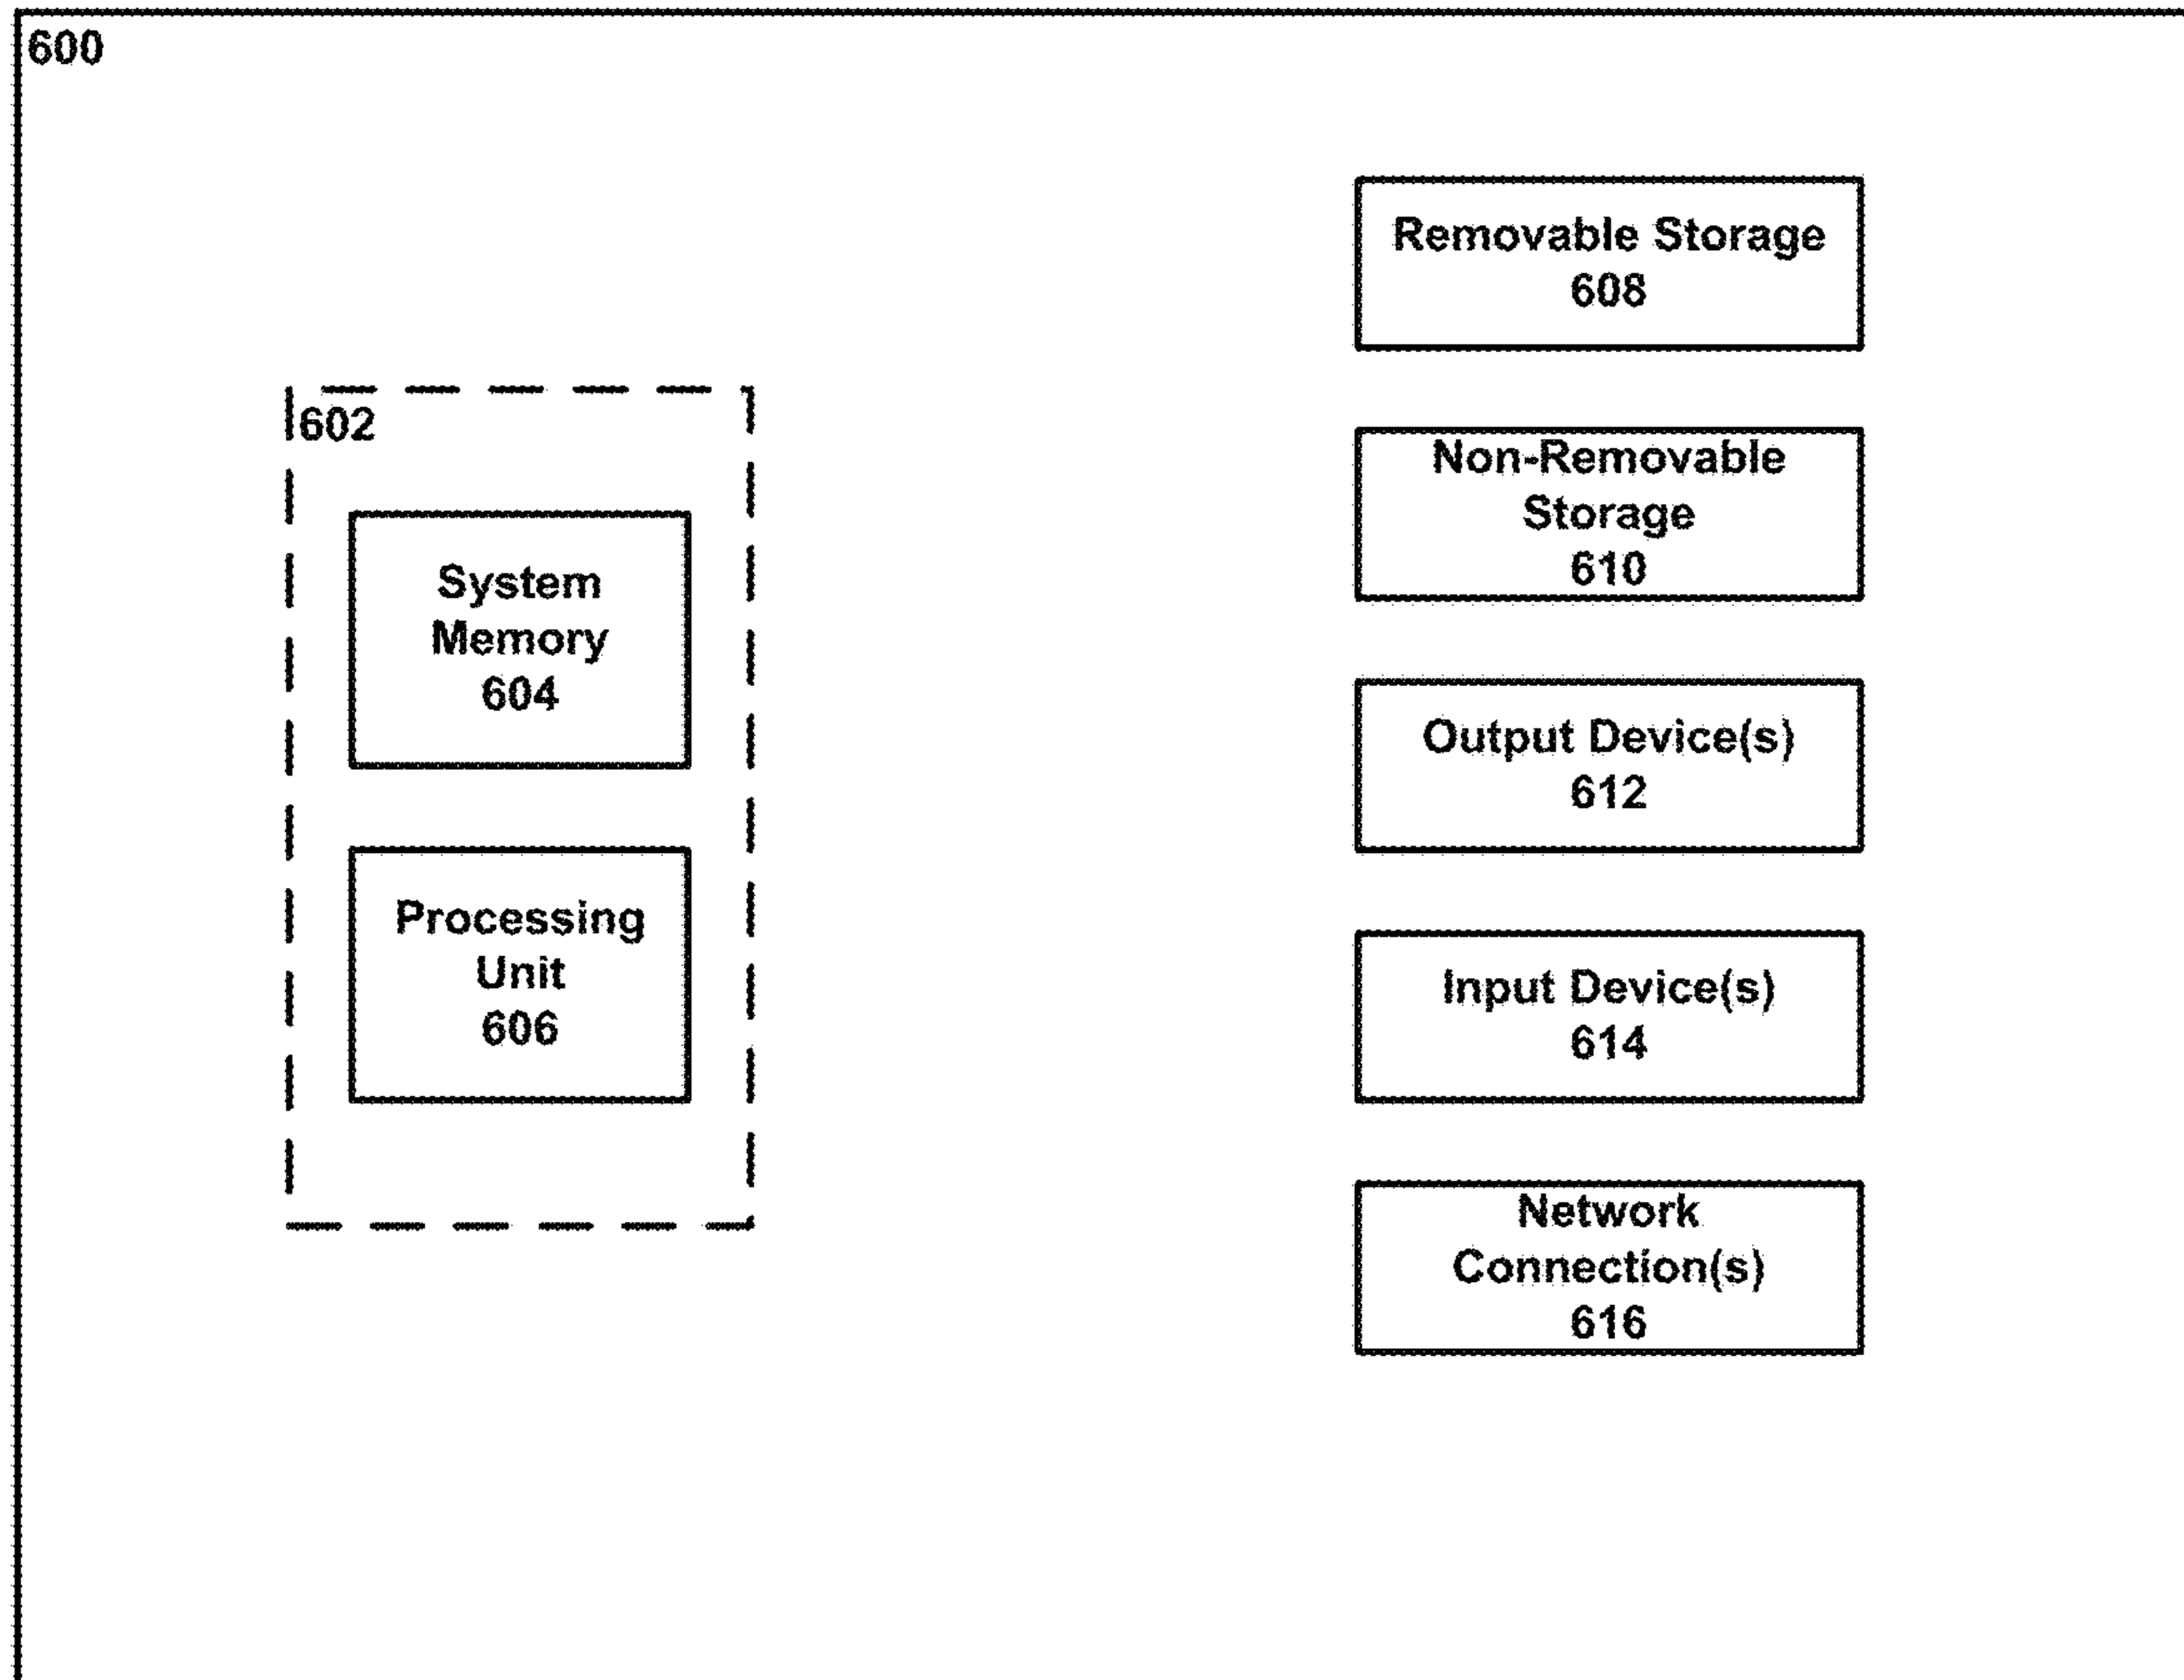 600
602
System
Memory
604
Processing
Unit
606
Removable Storage
608
Non-Removable
Storage
610
Output Device(s)
612
Input Device(s)
614
Network
Connection(s)
616